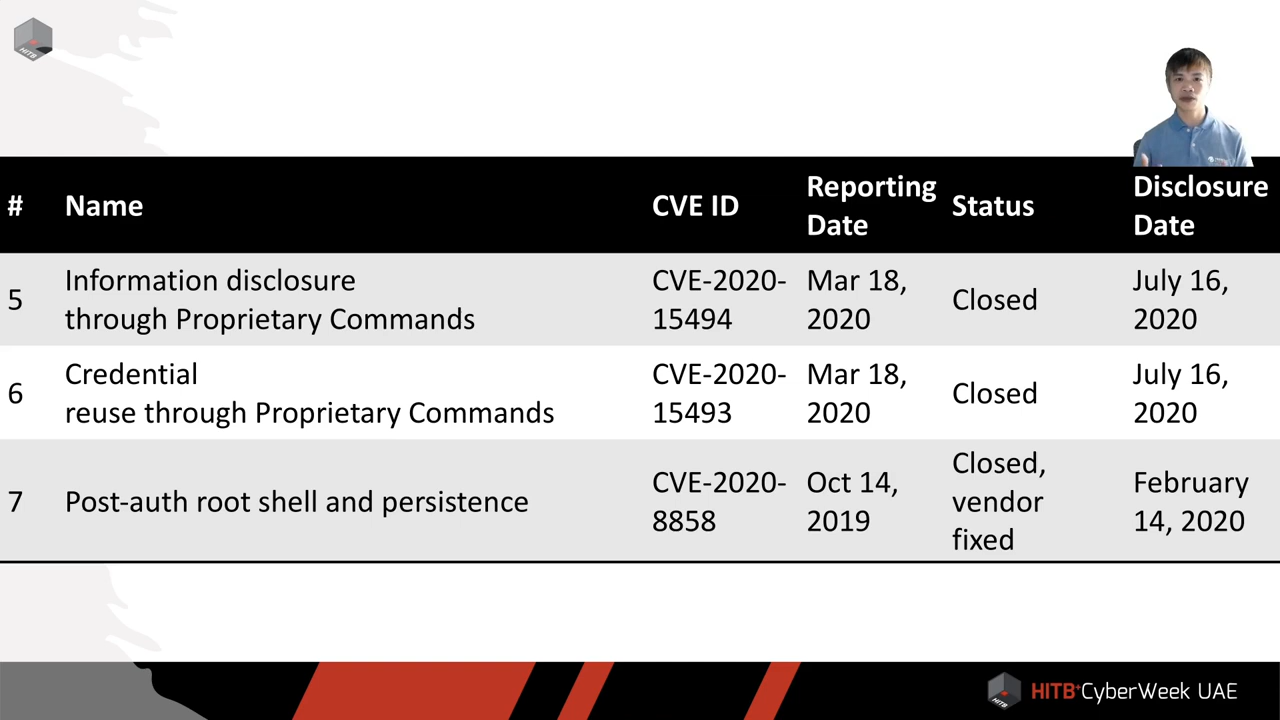 HITB
# Name CVE ID Reporting Date Status Disclosure Date
5 Information disclosure
through Proprietary Commands
CVE-2020-
15494
Mar 18,
2020
Closed
July 16,
2020
6 Credential
reuse through Proprietary Commands
CVE-2020-
15493
Mar 18,
2020
Closed
July 16,
2020
7 Post-auth root shell and persistence
CVE-2020-
8858
Oct 14,
2019
Closed,
vendor
fixed
February
14, 2020
HITB
HITB+CyberWeek UAE